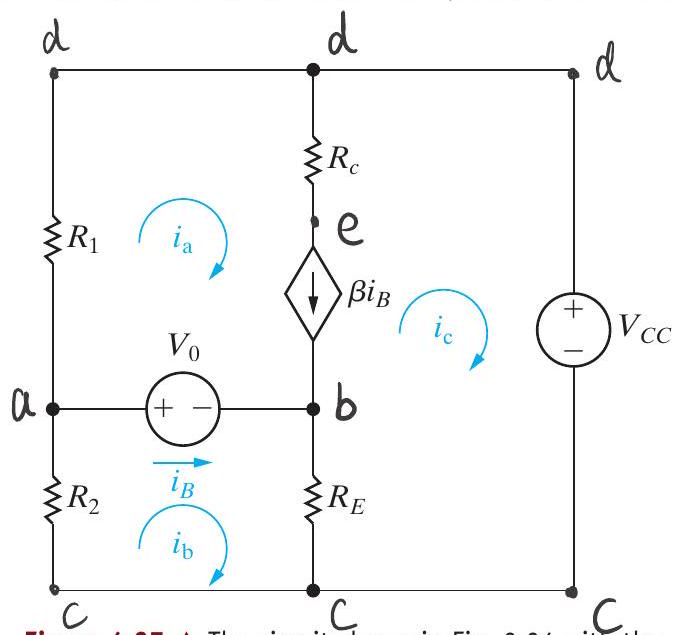 d d d
R_c
e
R_1 i_a
βi_B
V_0 i_c + − V_CC
a + − b
i_B
R_2 R_E
i_b
c c c